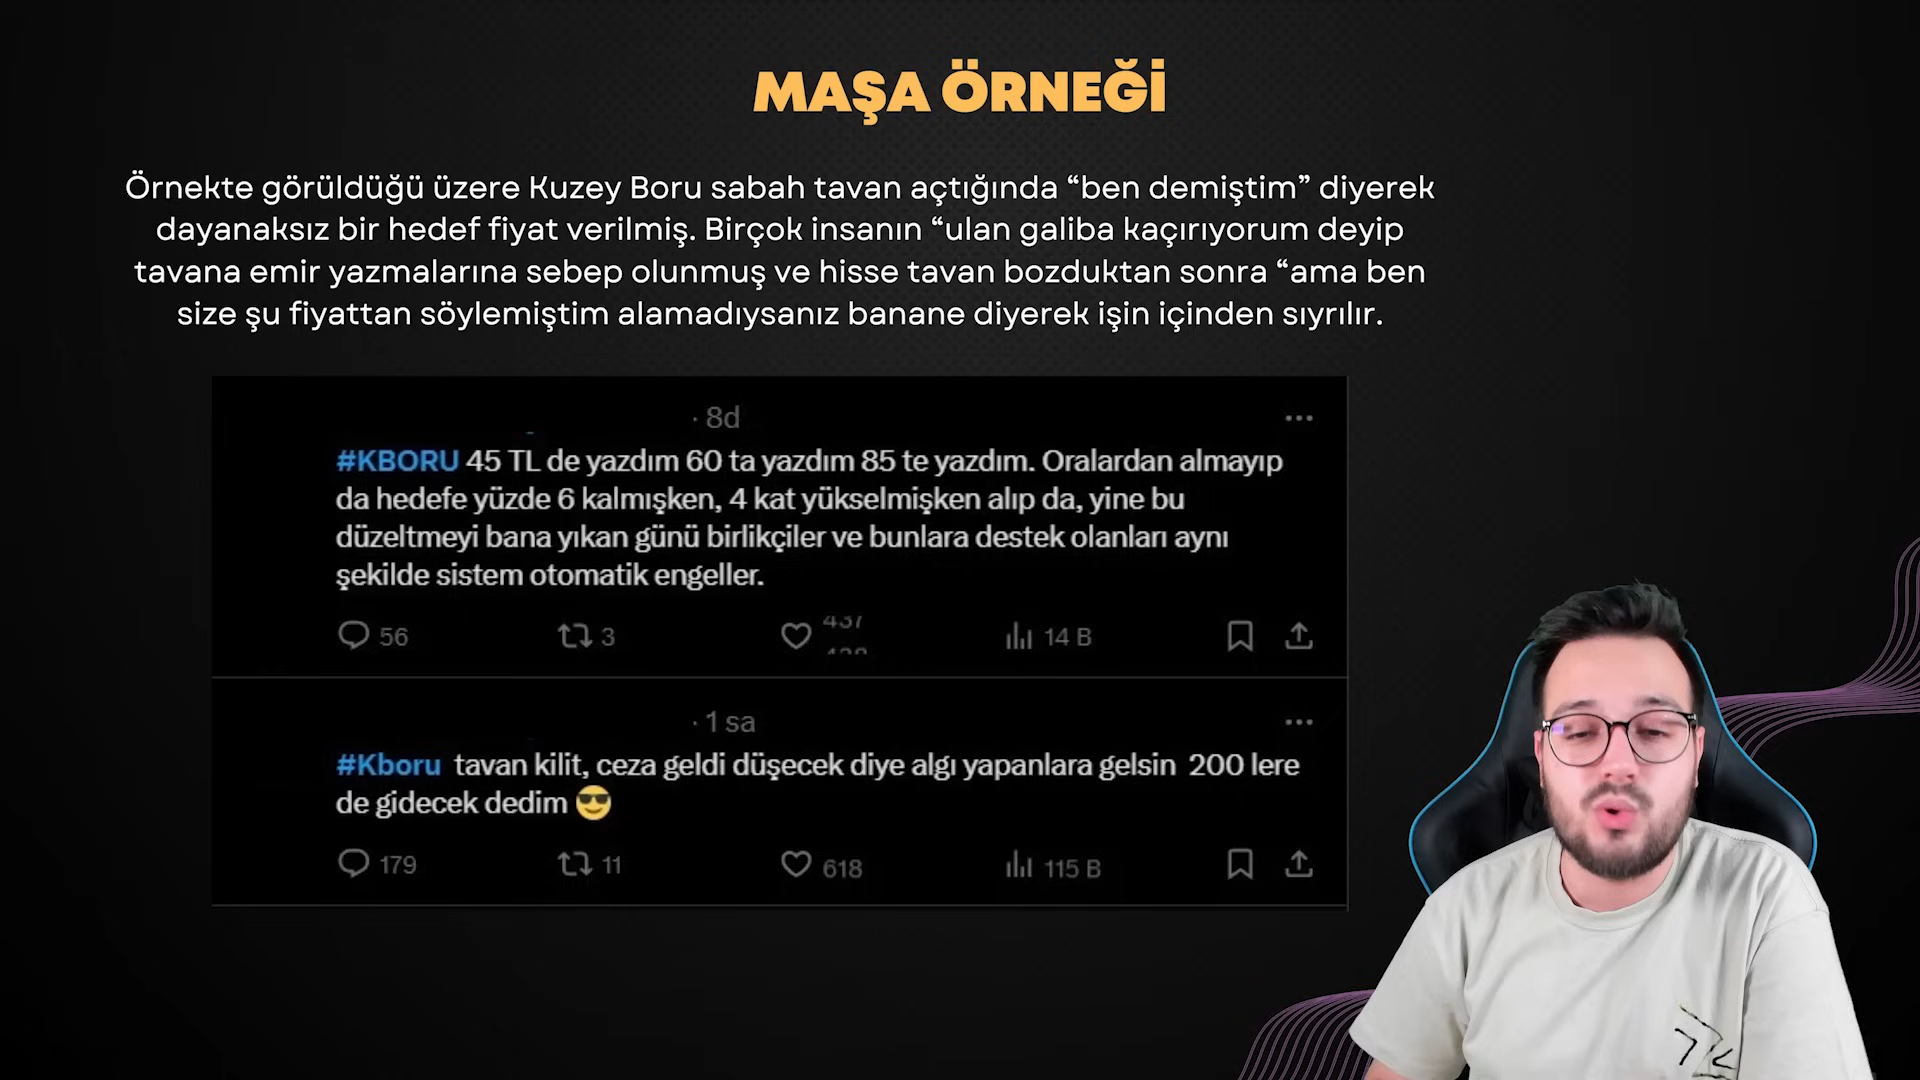 MAŞA ÖRNEĞİ
Örnekte görüldüğü üzere Kuzey Boru sabah tavan açtığında “ben demiştim” diyerek
dayanaksız bir hedef fiyat verilmiş. Birçok insanın “ulan galiba kaçırıyorum deyip
tavana emir yazmalarına sebep olunmuş ve hisse tavan bozduktan sonra “ama ben
size şu fiyattan söylemiştim alamadıysanız banane diyerek işin içinden sıyrılır.
· 8d
#KBORU 45 TL de yazdım 60 ta yazdım 85 te yazdım. Oralardan almayıp
da hedefe yüzde 6 kalmışken, 4 kat yükselmişken alıp da, yine bu
düzeltmeyi bana yıkan günü birlikçiler ve bunlara destek olanları aynı
şekilde sistem otomatik engeller.
56 3 437 14 B
· 1 sa
#Kboru tavan kilit, ceza geldi düşecek diye algı yapanlara gelsin 200 lere
de gidecek dedim
179 11 618 115 B